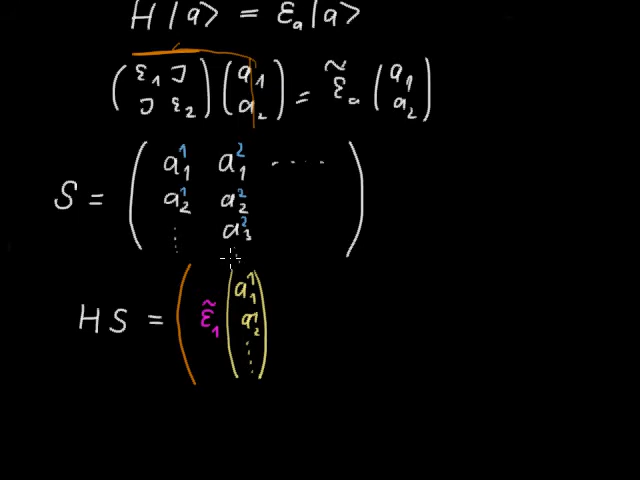 H |a> = ε_a |a>
( ε_1 J ; J ε_2 ) ( a_1 ; a_2 ) = ε̃_a ( a_1 ; a_2 )
S = ( a_1^1 a_1^2 ···· ; a_2^1 a_2^2 ; ⋮ a_3^2 )
H S = ( ε̃_1 ( a_1^1 ; a_2^1 ; ⋮ )